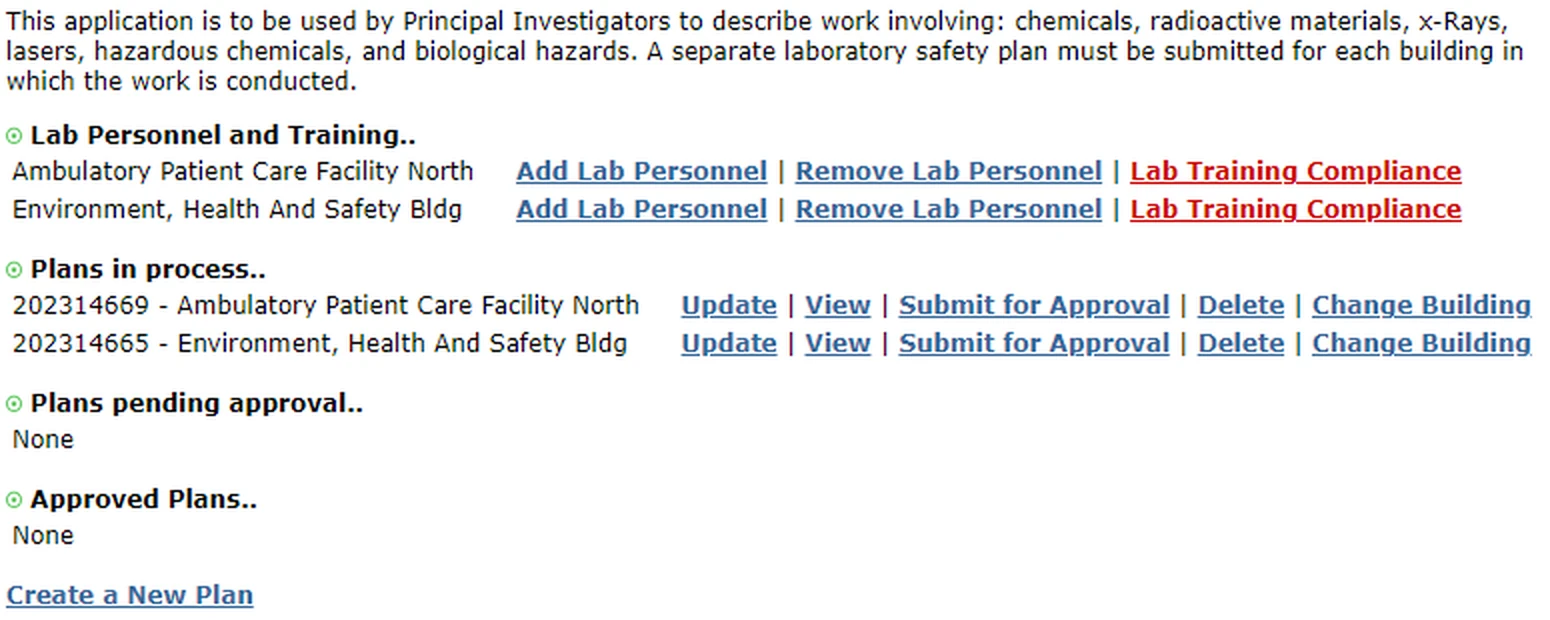 This application is to be used by Principal Investigators to describe work involving: chemicals, radioactive materials, x-Rays,
lasers, hazardous chemicals, and biological hazards. A separate laboratory safety plan must be submitted for each building in
which the work is conducted.
Lab Personnel and Training..
Ambulatory Patient Care Facility North Add Lab Personnel | Remove Lab Personnel | Lab Training Compliance
Environment, Health And Safety Bldg Add Lab Personnel | Remove Lab Personnel | Lab Training Compliance
Plans in process..
202314669 - Ambulatory Patient Care Facility North Update | View | Submit for Approval | Delete | Change Building
202314665 - Environment, Health And Safety Bldg Update | View | Submit for Approval | Delete | Change Building
Plans pending approval..
None
Approved Plans..
None
Create a New Plan